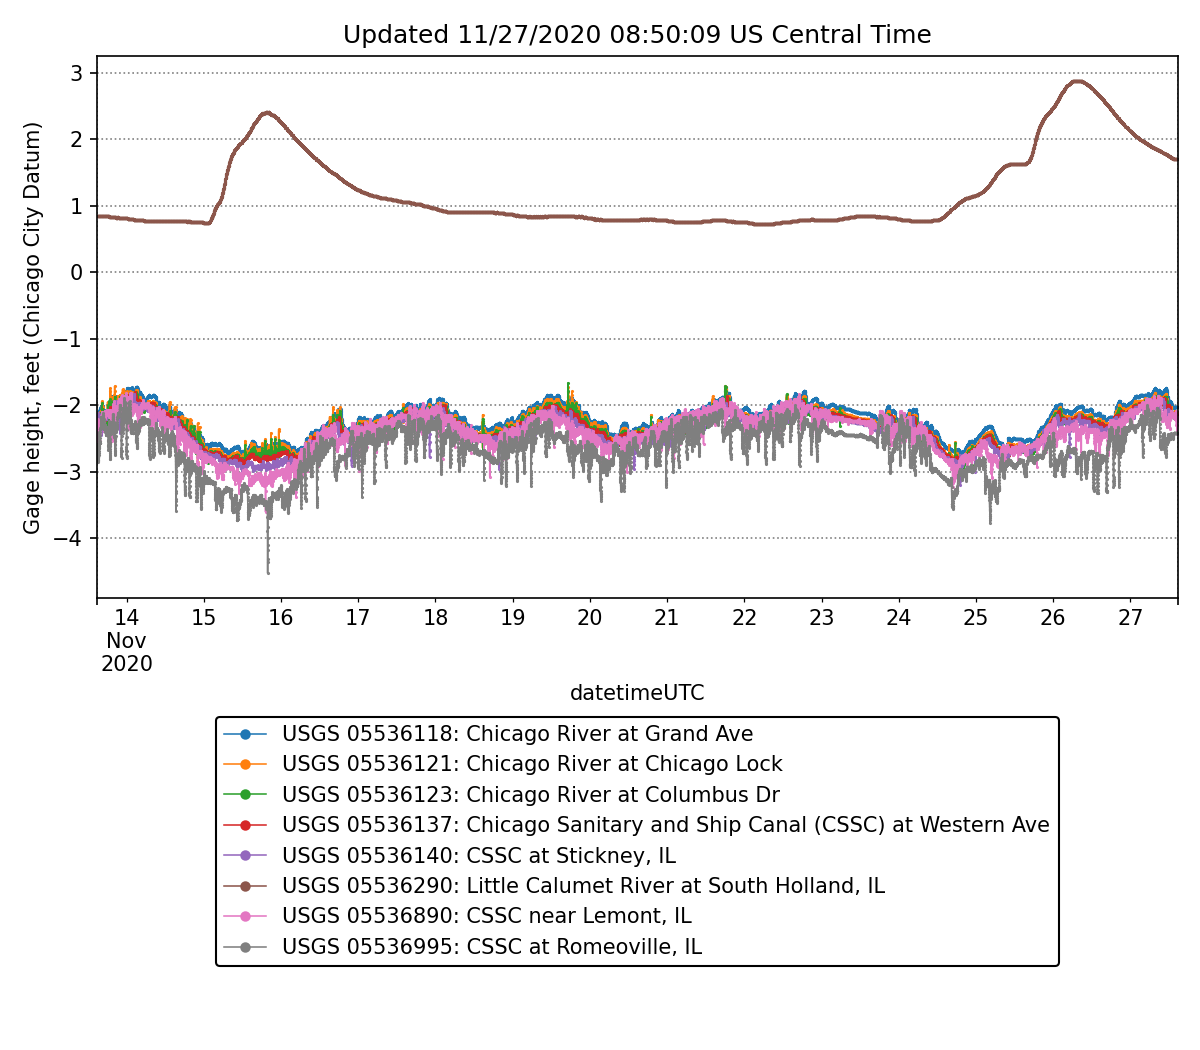 Updated 11/27/2020 08:50:09 US Central Time
Gage height, feet (Chicago City Datum)
3
2
1
0
−1
−2
−3
−4
14 15 16 17 18 19 20 21 22 23 24 25 26 27
Nov
2020
datetimeUTC
USGS 05536118: Chicago River at Grand Ave
USGS 05536121: Chicago River at Chicago Lock
USGS 05536123: Chicago River at Columbus Dr
USGS 05536137: Chicago Sanitary and Ship Canal (CSSC) at Western Ave
USGS 05536140: CSSC at Stickney, IL
USGS 05536290: Little Calumet River at South Holland, IL
USGS 05536890: CSSC near Lemont, IL
USGS 05536995: CSSC at Romeoville, IL